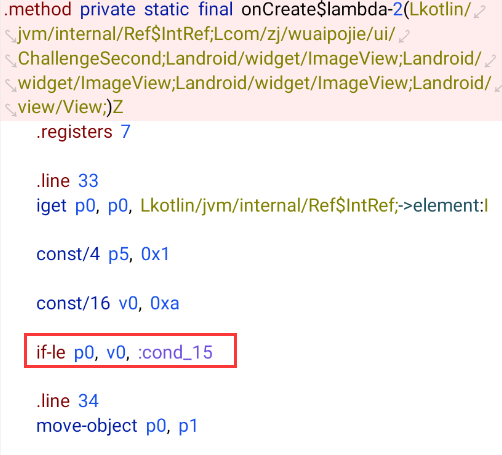 .method private static final onCreate$lambda-2(Lkotlin/
jvm/internal/Ref$IntRef;Lcom/zj/wuaipojie/ui/
ChallengeSecond;Landroid/widget/ImageView;Landroid/
widget/ImageView;Landroid/widget/ImageView;Landroid/
view/View;)Z
.registers 7
.line 33
iget p0, p0, Lkotlin/jvm/internal/Ref$IntRef;->element:I
const/4 p5, 0x1
const/16 v0, 0xa
if-le p0, v0, :cond_15
.line 34
move-object p0, p1